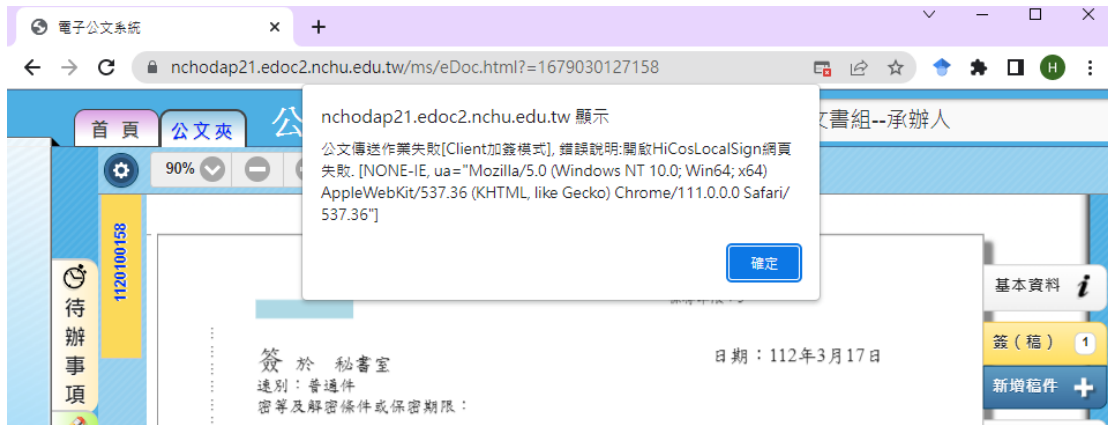 電子公文系統
nchodap21.edoc2.nchu.edu.tw/ms/eDoc.html?=1679030127158
H
首 頁
公文夾
公
文書組--承辦人
nchodap21.edoc2.nchu.edu.tw 顯示
公文傳送作業失敗[Client加簽模式], 錯誤說明:開啟HiCosLocalSign網頁
失敗. [NONE-IE, ua="Mozilla/5.0 (Windows NT 10.0; Win64; x64)
AppleWebKit/537.36 (KHTML, like Gecko) Chrome/111.0.0.0 Safari/
537.36"]
確定
90%
1120100158
待辦事項
基本資料
簽(稿) 1
新增稿件
簽 於 秘書室
日期：112年3月17日
速別：普通件
密等及解密條件或保密期限：